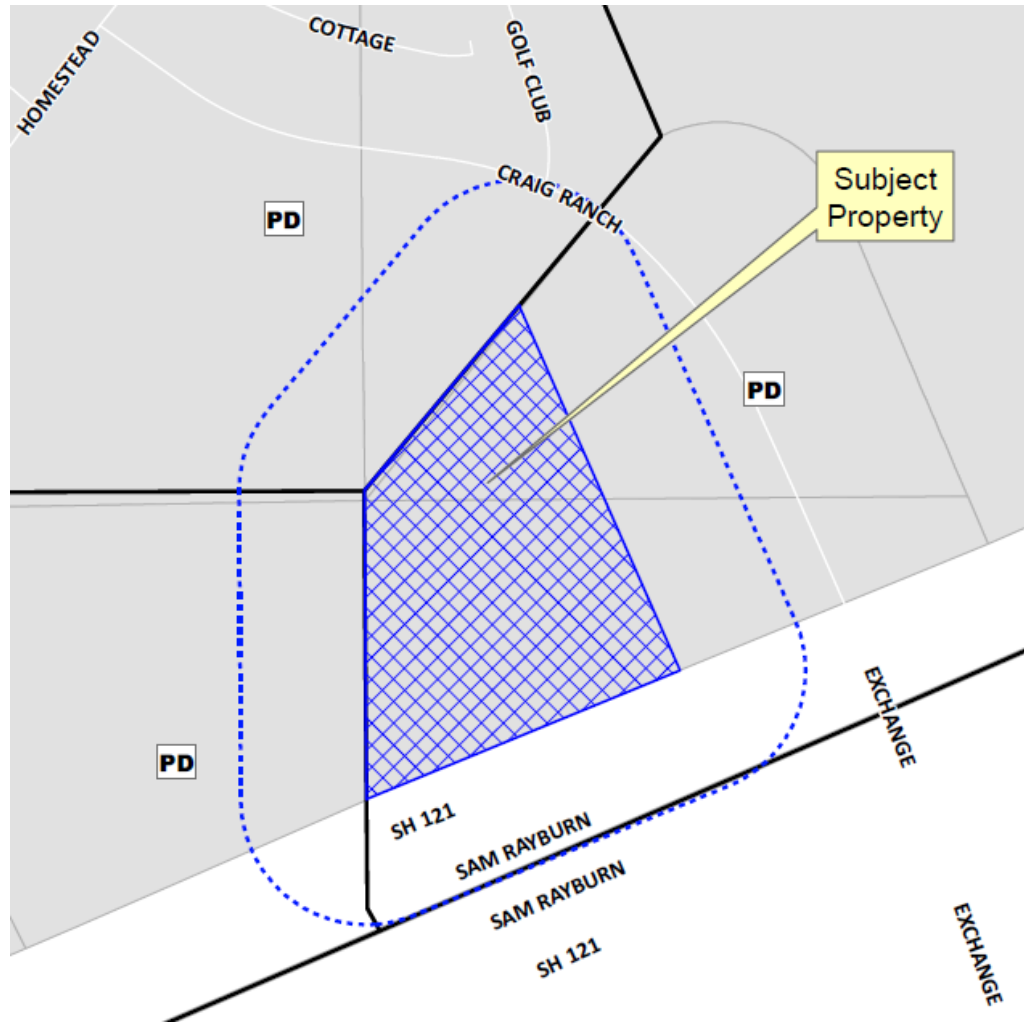 COTTAGE
GOLF CLUB
HOMESTEAD
CRAIG RANCH
Subject
Property
PD
PD
EXCHANGE
PD
SH 121
SAM RAYBURN
SAM RAYBURN
SH 121
EXCHANGE